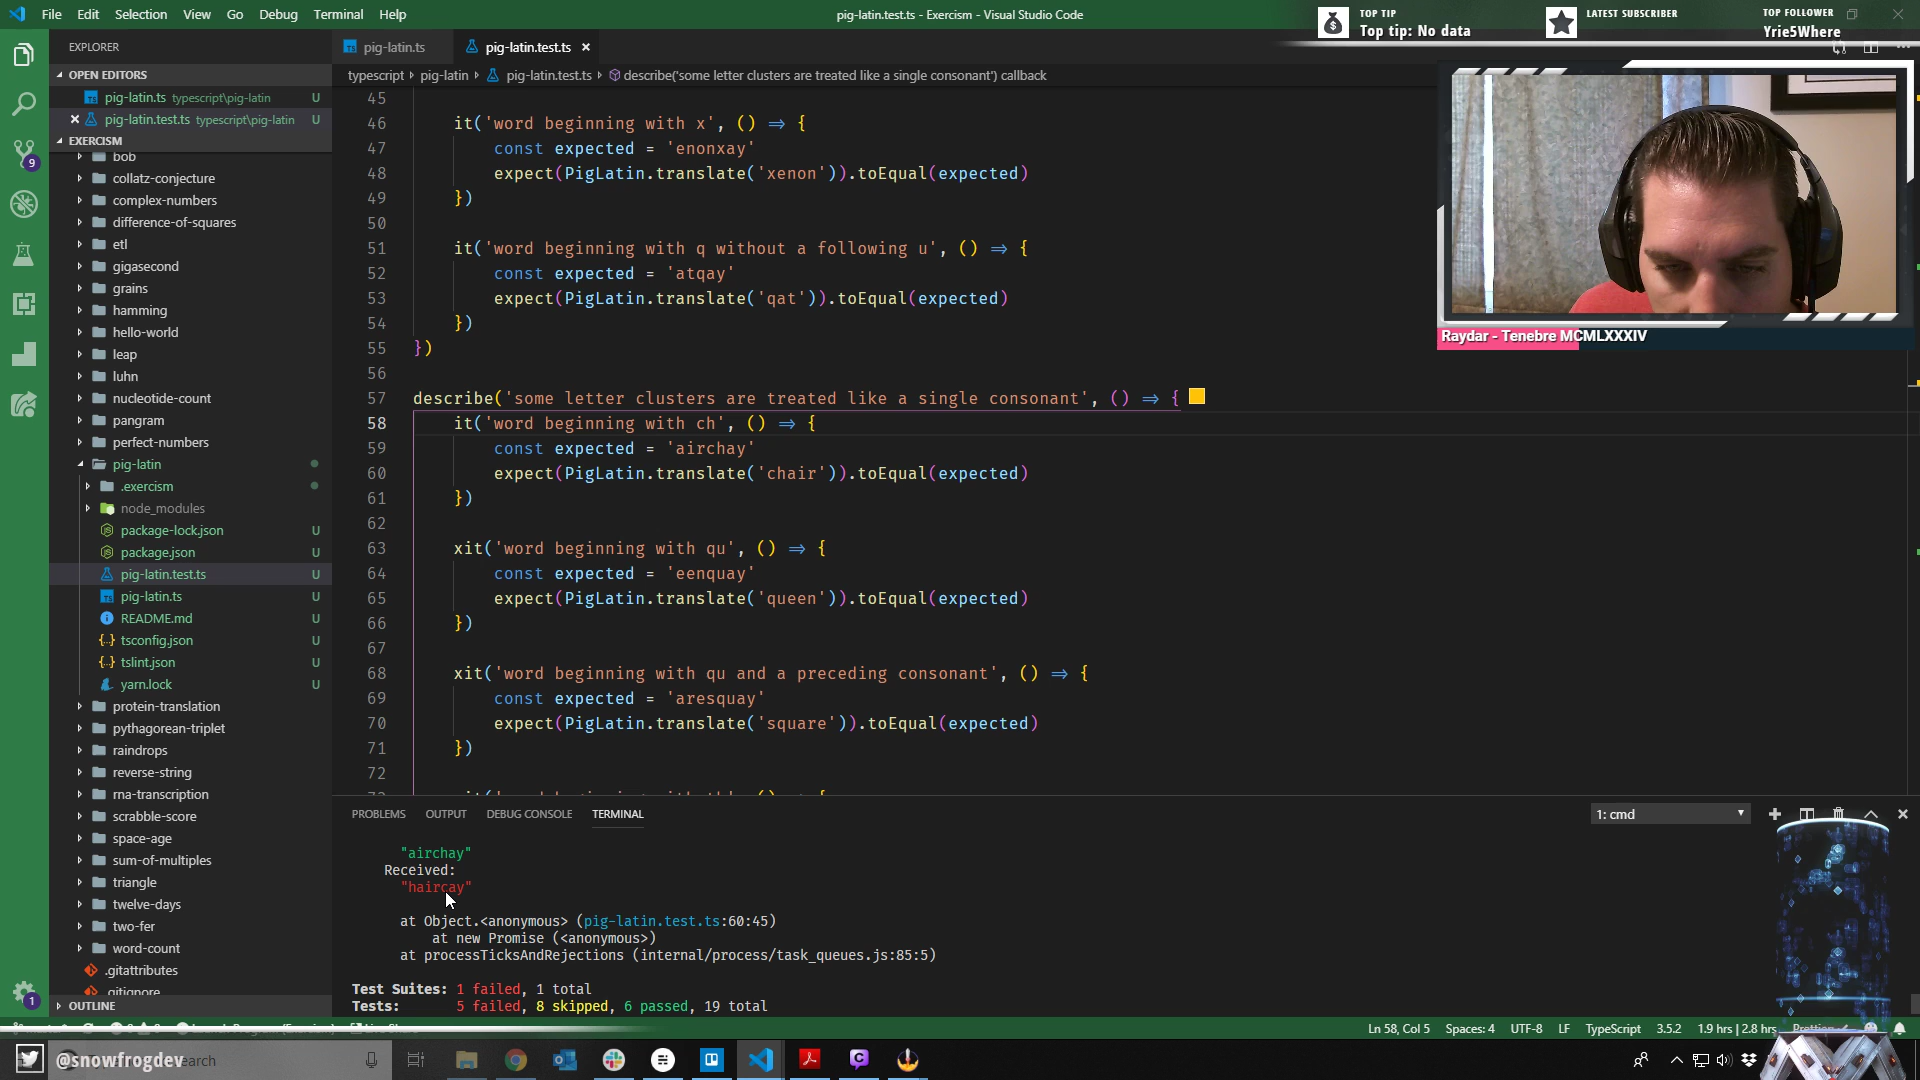 File Edit Selection View Go Debug Terminal Help
pig-latin.test.ts - Exercism - Visual Studio Code
TOP TIP
Top tip: No data
LATEST SUBSCRIBER
TOP FOLLOWER
Yrie5Where
EXPLORER
OPEN EDITORS
pig-latin.ts typescript\pig-latin U
pig-latin.test.ts typescript\pig-latin U
EXERCISM
bob
collatz-conjecture
complex-numbers
difference-of-squares
etl
gigasecond
grains
hamming
hello-world
leap
luhn
nucleotide-count
pangram
perfect-numbers
pig-latin
.exercism
node_modules
package-lock.json U
package.json U
pig-latin.test.ts U
pig-latin.ts U
README.md U
tsconfig.json U
tslint.json U
yarn.lock U
protein-translation
pythagorean-triplet
raindrops
reverse-string
rna-transcription
scrabble-score
space-age
sum-of-multiples
triangle
twelve-days
two-fer
word-count
.gitattributes
.gitignore
OUTLINE
9
1
pig-latin.ts
pig-latin.test.ts
typescript pig-latin pig-latin.test.ts describe('some letter clusters are treated like a single consonant') callback
45
46 it('word beginning with x', () ⇒ {
47 const expected = 'enonxay'
48 expect(PigLatin.translate('xenon')).toEqual(expected)
49 })
50
51 it('word beginning with q without a following u', () ⇒ {
52 const expected = 'atqay'
53 expect(PigLatin.translate('qat')).toEqual(expected)
54 })
55 })
56
57 describe('some letter clusters are treated like a single consonant', () ⇒ {
58 it('word beginning with ch', () ⇒ {
59 const expected = 'airchay'
60 expect(PigLatin.translate('chair')).toEqual(expected)
61 })
62
63 xit('word beginning with qu', () ⇒ {
64 const expected = 'eenquay'
65 expect(PigLatin.translate('queen')).toEqual(expected)
66 })
67
68 xit('word beginning with qu and a preceding consonant', () ⇒ {
69 const expected = 'aresquay'
70 expect(PigLatin.translate('square')).toEqual(expected)
71 })
72
Raydar - Tenebre MCMLXXXIV
PROBLEMS OUTPUT DEBUG CONSOLE TERMINAL
1: cmd
"airchay"
Received:
"haircay"
at Object.<anonymous> (pig-latin.test.ts:60:45)
at new Promise (<anonymous>)
at processTicksAndRejections (internal/process/task_queues.js:85:5)
Test Suites: 1 failed, 1 total
Tests: 5 failed, 8 skipped, 6 passed, 19 total
Ln 58, Col 5 Spaces: 4 UTF-8 LF TypeScript 3.5.2 1.9 hrs | 2.8 hrs
@snowfrogdev